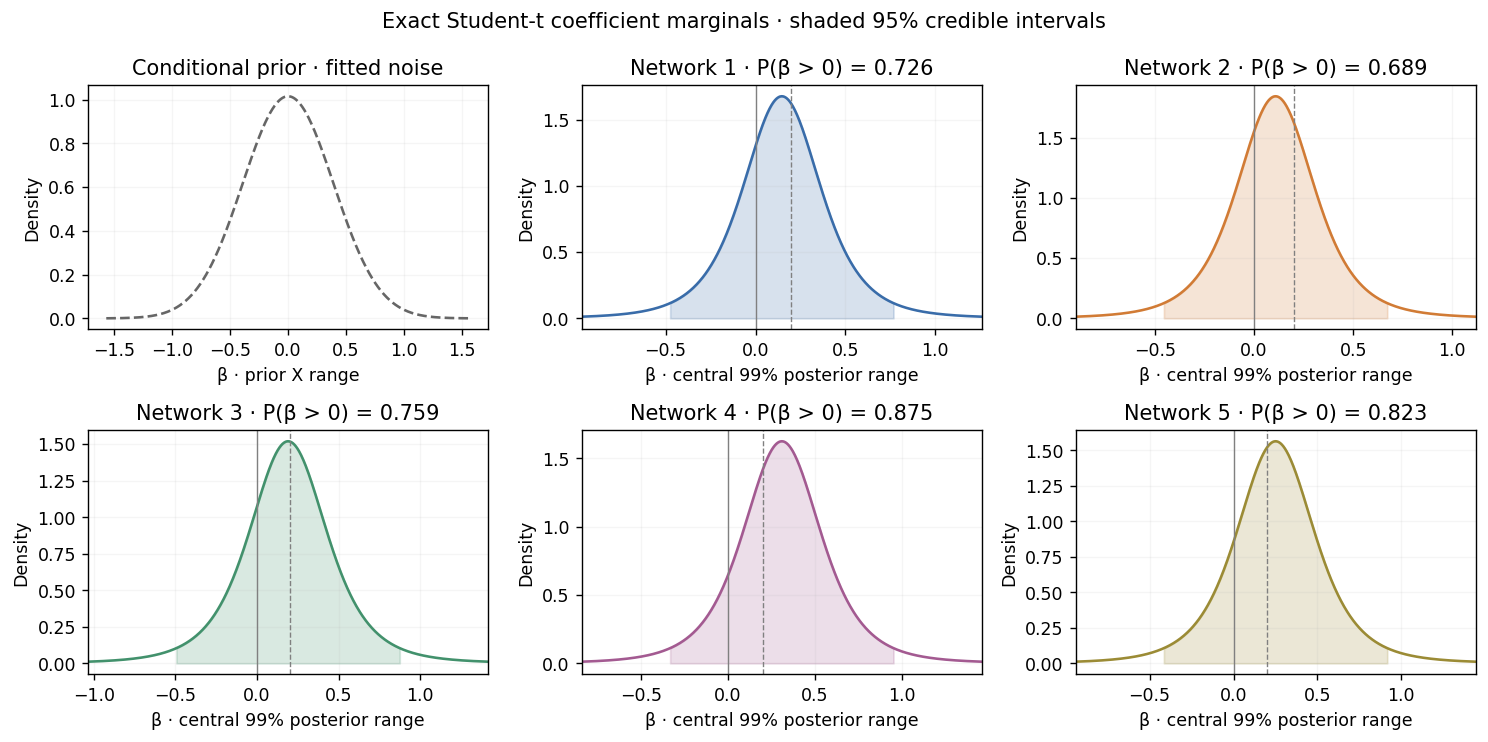 Exact Student-t coefficient marginals · shaded 95% credible intervals
Conditional prior · fitted noise
Density
1.0
0.8
0.6
0.4
0.2
0.0
−1.5 −1.0 −0.5 0.0 0.5 1.0 1.5
β · prior X range
Network 1 · P(β > 0) = 0.726
Density
1.5
1.0
0.5
0.0
−0.5 0.0 0.5 1.0
β · central 99% posterior range
Network 2 · P(β > 0) = 0.689
Density
1.5
1.0
0.5
0.0
−0.5 0.0 0.5 1.0
β · central 99% posterior range
Network 3 · P(β > 0) = 0.759
Density
1.50
1.25
1.00
0.75
0.50
0.25
0.00
−1.0 −0.5 0.0 0.5 1.0
β · central 99% posterior range
Network 4 · P(β > 0) = 0.875
Density
1.5
1.0
0.5
0.0
−0.5 0.0 0.5 1.0
β · central 99% posterior range
Network 5 · P(β > 0) = 0.823
Density
1.50
1.25
1.00
0.75
0.50
0.25
0.00
−0.5 0.0 0.5 1.0
β · central 99% posterior range